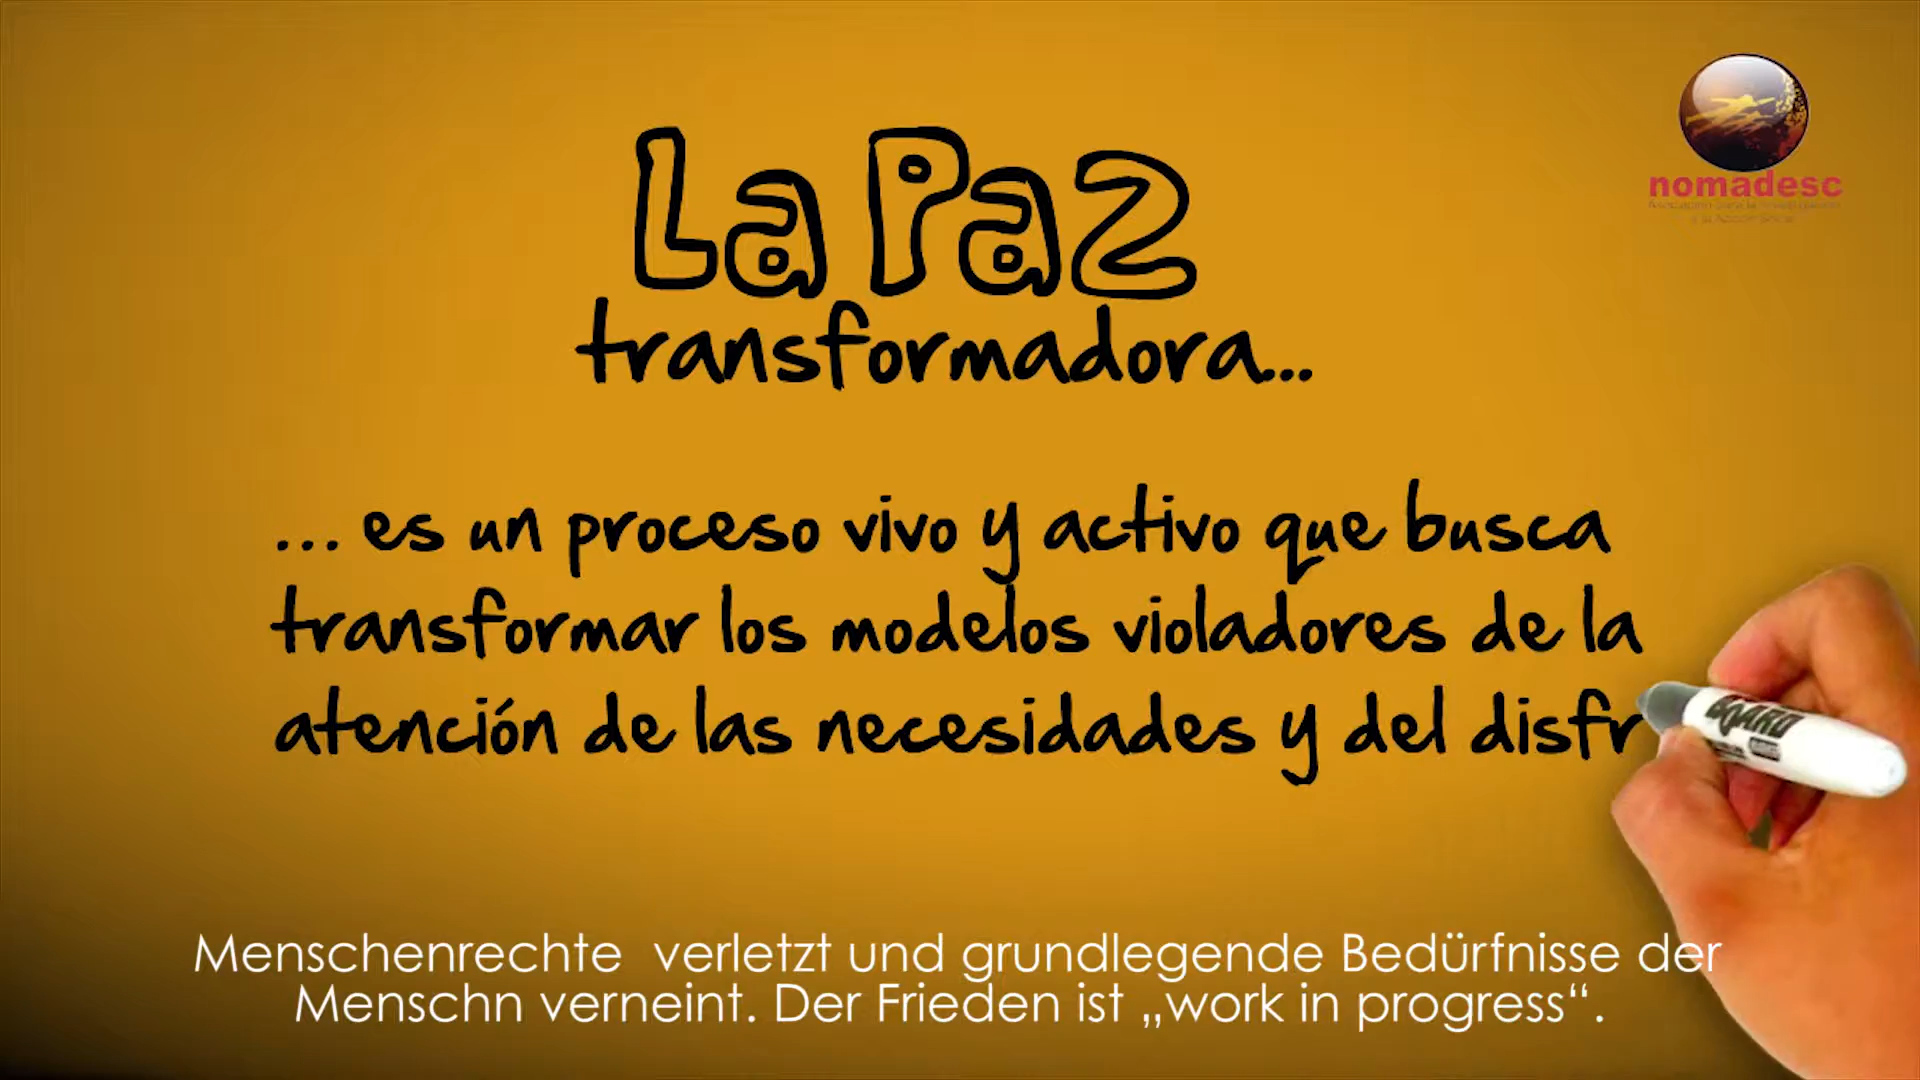 La Paz
transformadora...
nomadesc
... es un proceso vivo y activo que busca
transformar los modelos violadores de la
atención de las necesidades y del disfr
BOARD
Menschenrechte  verletzt und grundlegende Bedürfnisse der
Menschn verneint. Der Frieden ist „work in progress“.